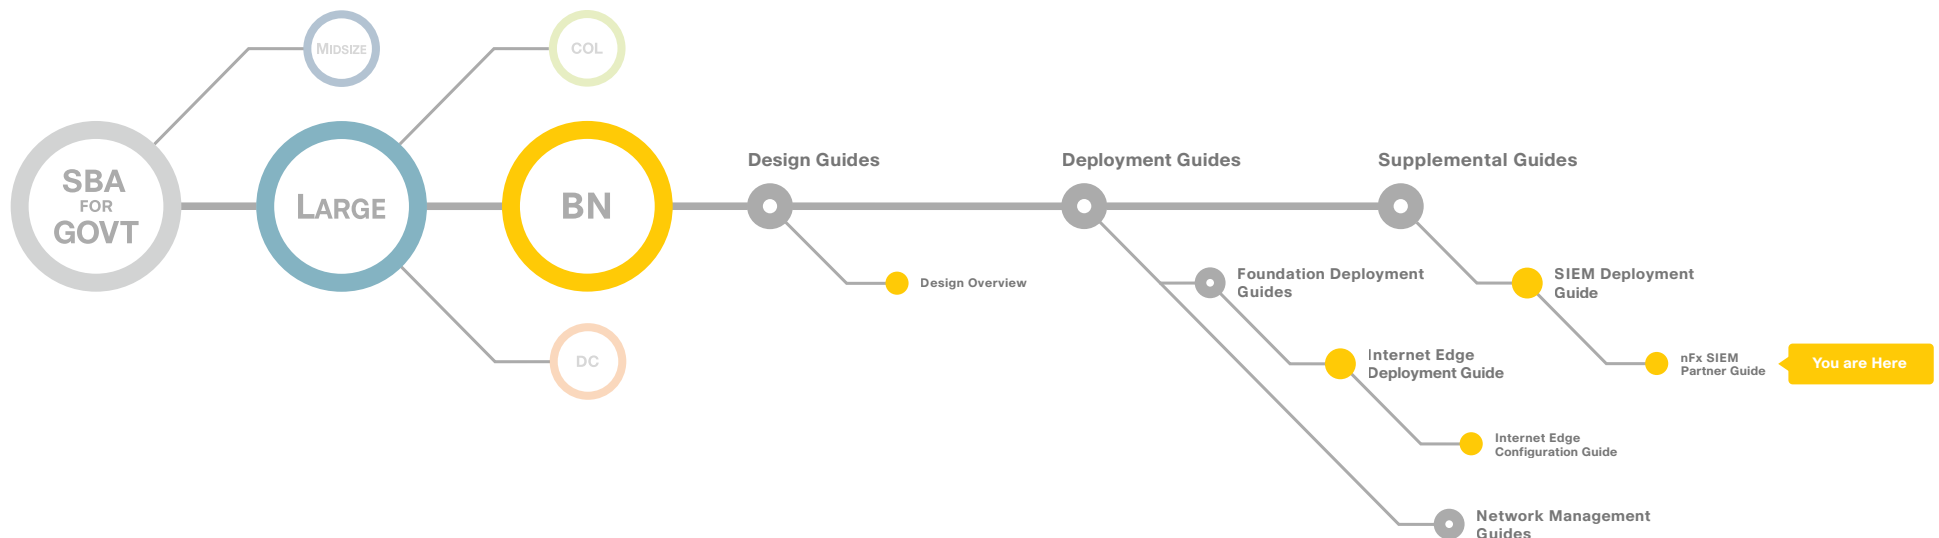 MIDSIZE
COL
SBA
FOR
GOVT
LARGE
BN
DC
Design Guides
Design Overview
Deployment Guides
Foundation Deployment
Guides
Internet Edge
Deployment Guide
Internet Edge
Configuration Guide
Network Management
Guides
Supplemental Guides
SIEM Deployment
Guide
nFx SIEM
Partner Guide
You are Here